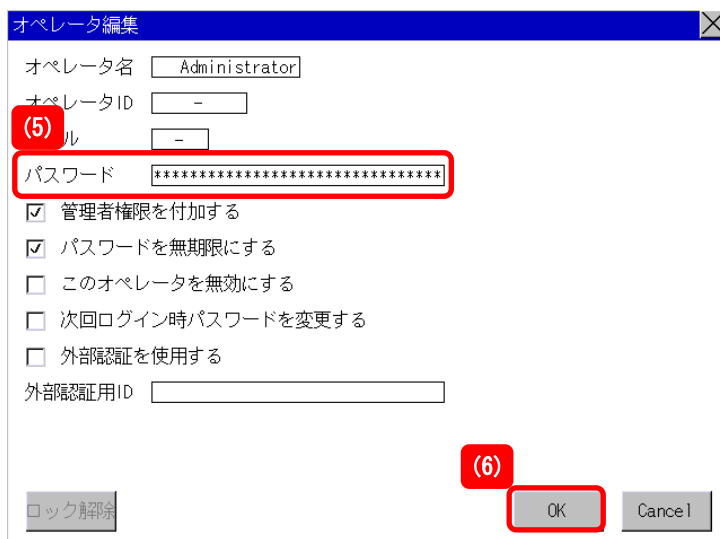 オペレータ編集
オペレータ名 Administrator
オペレータID -
(5)
ル -
パスワード ********************************
管理者権限を付加する
パスワードを無期限にする
このオペレータを無効にする
次回ログイン時パスワードを変更する
外部認証を使用する
外部認証用ID
(6)
ロック解除 OK Cancel